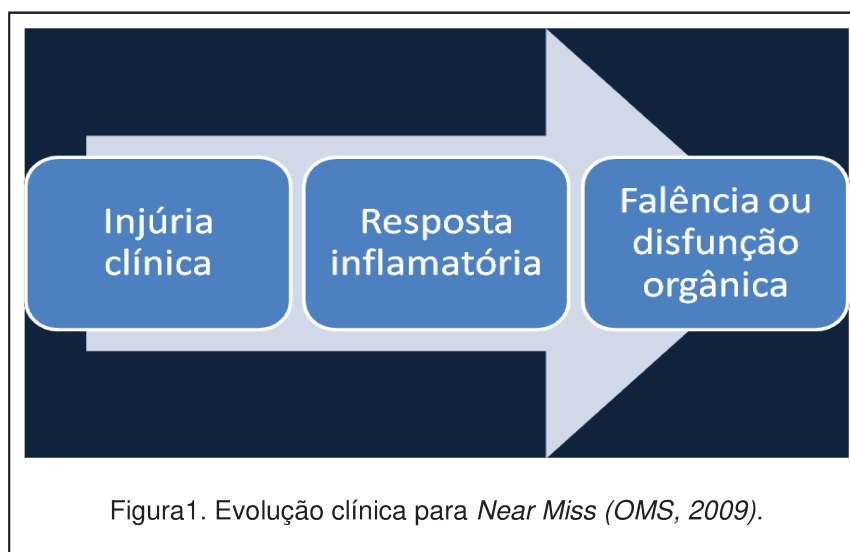 Injúria
clínica
Resposta
inflamatória
Falência ou
disfunção
orgânica
Figura1. Evolução clínica para Near Miss (OMS, 2009).